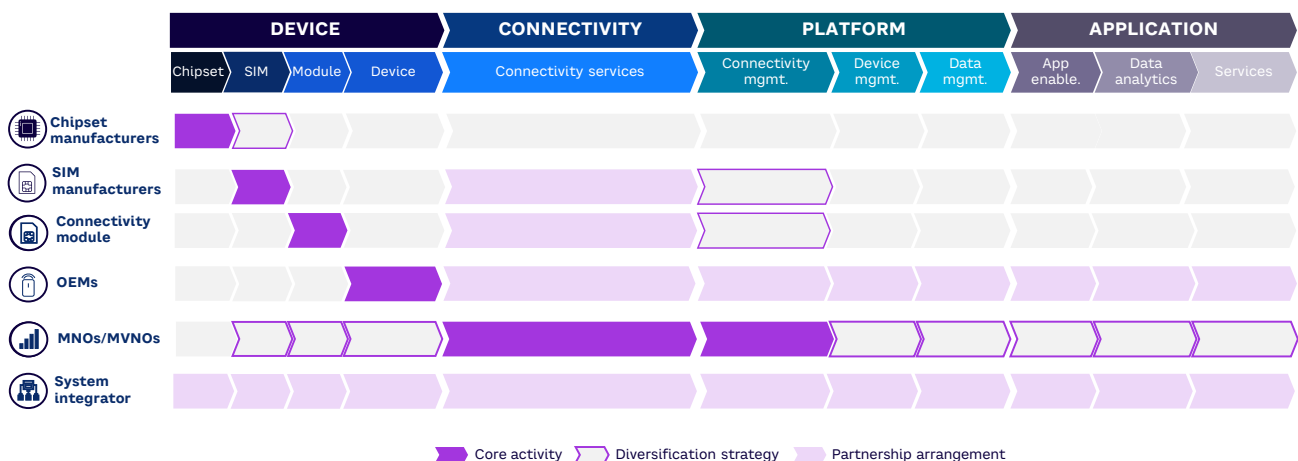 DEVICE CONNECTIVITY PLATFORM APPLICATION
Chipset SIM Module Device Connectivity services Connectivity mgmt. Device mgmt. Data mgmt. App enable. Data analytics Services
Chipset
manufacturers
SIM
manufacturers
Connectivity
module
OEMs
MNOs/MVNOs
System
integrator
Core activity Diversification strategy Partnership arrangement